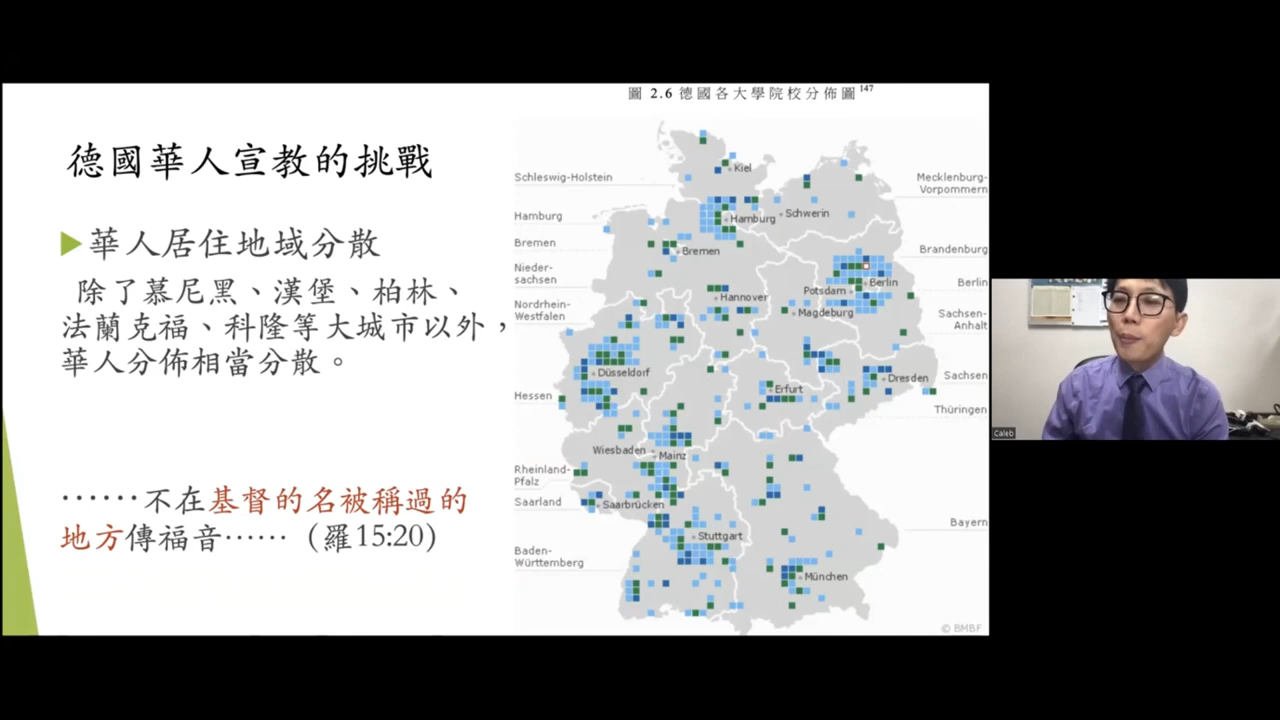 圖 2.6 德國各大學院校分佈圖147
德國華人宣教的挑戰
華人居住地域分散
除了慕尼黑、漢堡、柏林、
法蘭克福、科隆等大城市以外，
華人分佈相當分散。
……不在基督的名被稱過的
地方傳福音……（羅15:20)
Schleswig-Holstein
Hamburg
Bremen
Nieder-
sachsen
Nordrhein-
Westfalen
Hessen
Rheinland-
Pfalz
Saarland
Baden-
Württemberg
Kiel
Hamburg
Schwerin
Bremen
Hannover
Potsdam
Berlin
Magdeburg
Düsseldorf
Erfurt
Dresden
Wiesbaden
Mainz
Saarbrücken
Stuttgart
München
Mecklenburg-
Vorpommern
Brandenburg
Berlin
Sachsen-
Anhalt
Sachsen
Thüringen
Bayern
© BMBF
Caleb